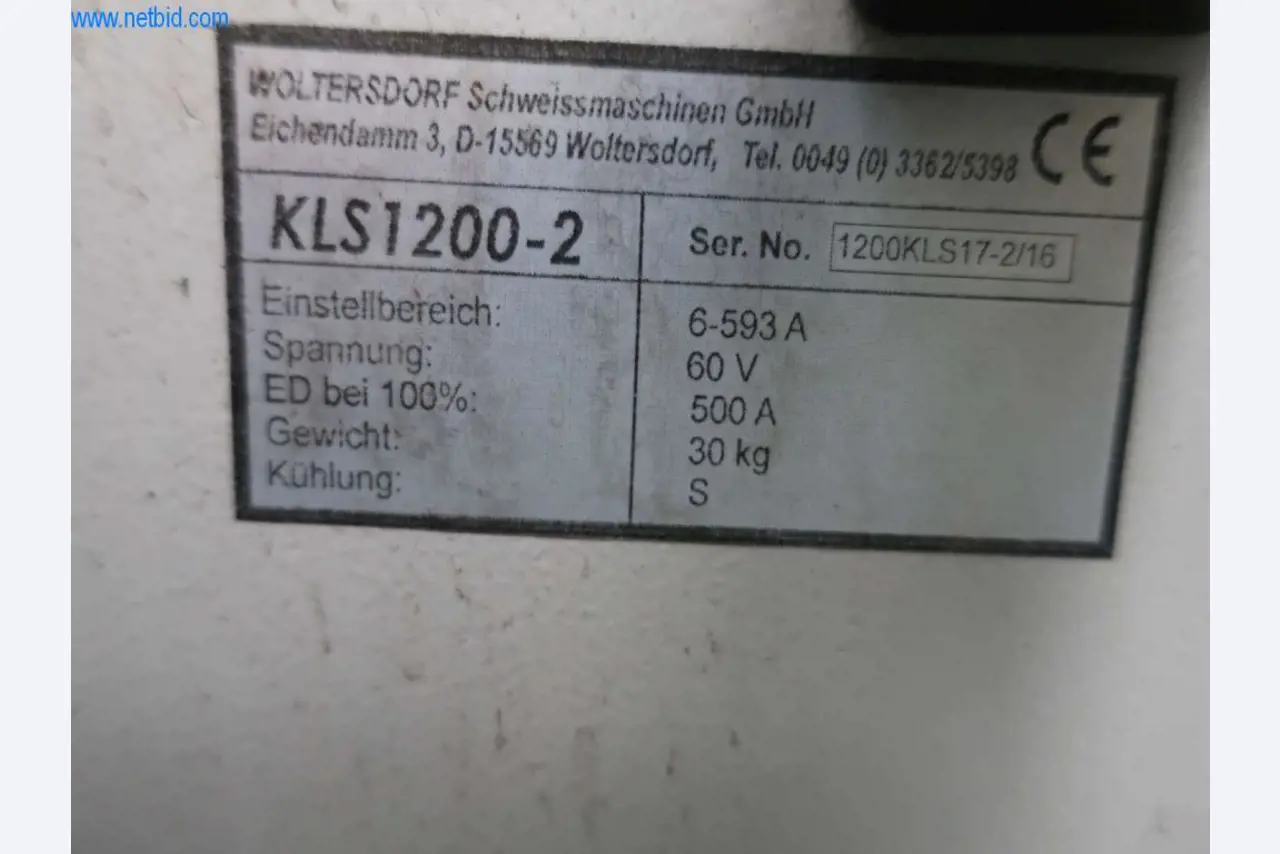 www.netbid.com
WOLTERSDORF Schweissmaschinen GmbH
Eichendamm 3, D-15569 Woltersdorf, Tel. 0049 (0) 3362/5398
CE
KLS1200-2 Ser. No. 1200KLS17-2/16
Einstellbereich: 6-593 A
Spannung: 60 V
ED bei 100%: 500 A
Gewicht: 30 kg
Kühlung: S